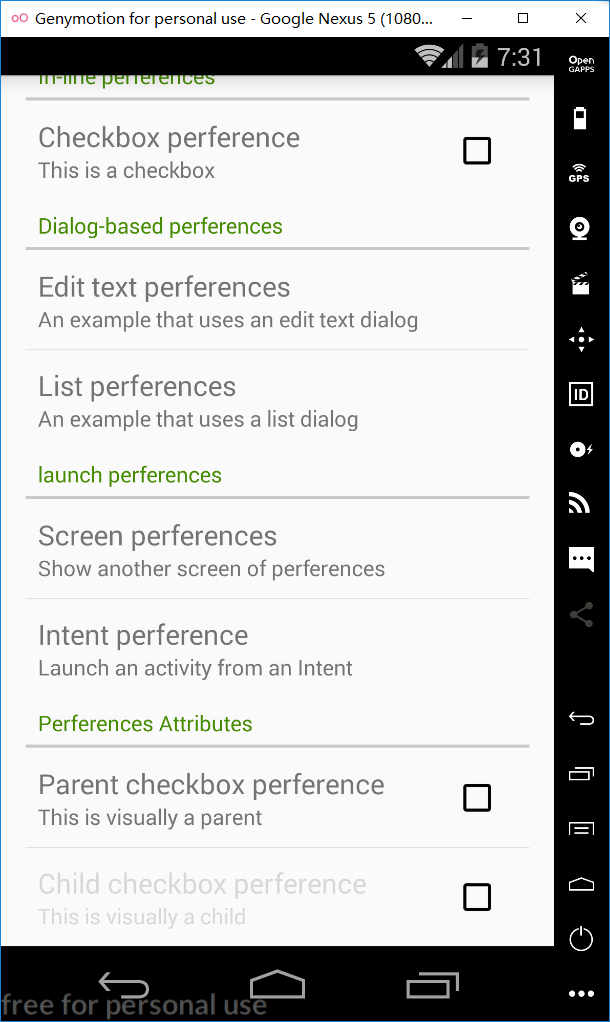 Genymotion for personal use - Google Nexus 5 (1080...
7:31
Open
GAPPS
In-line perferences
Checkbox perference
This is a checkbox
GPS
Dialog-based perferences
Edit text perferences
An example that uses an edit text dialog
List perferences
An example that uses a list dialog
ID
launch perferences
Screen perferences
Show another screen of perferences
Intent perference
Launch an activity from an Intent
Perferences Attributes
Parent checkbox perference
This is visually a parent
Child checkbox perference
This is visually a child
free for personal use